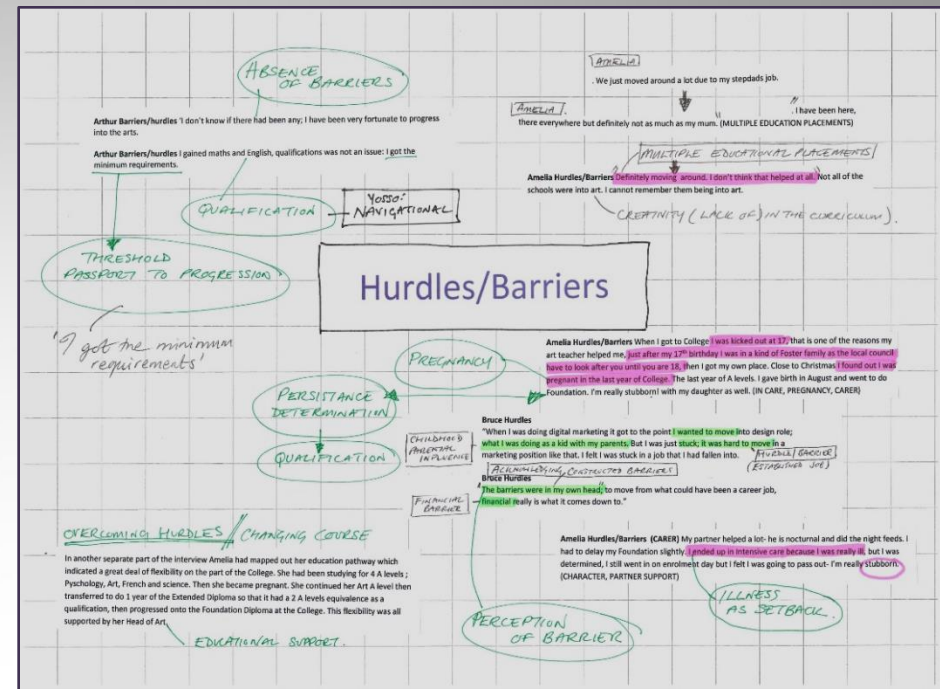 ABSENCE
OF BARRIERS
Arthur Barriers/hurdles 'I don't know if there had been any; I have been very fortunate to progress
into the arts.
Arthur Barriers/hurdles I gained maths and English, qualifications was not an issue: I got the
minimum requirements.
QUALIFICATION
YOSSO:
NAVIGATIONAL
THRESHOLD
PASSPORT TO PROGRESSION
'I got the minimum
requirements'
AMELIA
. We just moved around a lot due to my stepdads job.
AMELIA.
" .I have been here,
there everywhere but definitely not as much as my mum. (MULTIPLE EDUCATION PLACEMENTS)
MULTIPLE EDUCATIONAL PLACEMENTS
Amelia Hurdles/Barriers Definitely moving around. I don't think that helped at all. Not all of the
schools were into art. I cannot remember them being into art.
CREATIVITY (LACK OF) IN THE CURRICULUM).
Hurdles/Barriers
PREGNANCY
Amelia Hurdles/Barriers When I got to College I was kicked out at 17, that is one of the reasons my
art teacher helped me, just after my 17th birthday I was in a kind of Foster family as the local council
have to look after you until you are 18, then I got my own place. Close to Christmas I found out I was
pregnant in the last year of College. The last year of A levels. I gave birth in August and went to do
Foundation. I'm really stubborn! with my daughter as well. (IN CARE, PREGNANCY, CARER)
PERSISTANCE
DETERMINATION
QUALIFICATION
Bruce Hurdles
"When I was doing digital marketing it got to the point I wanted to move into design role;
what I was doing as a kid with my parents. But I was just stuck; it was hard to move in a
marketing position like that. I felt I was stuck in a job that I had fallen into.
CHILDHOOD
PARENTAL
INFLUENCE
HURDLE/BARRIER
(ESTABLISHED JOB)
ACKNOWLEDGING CONSTRUCTED BARRIERS
Bruce Hurdles
"The barriers were in my own head; to move from what could have been a career job,
financial really is what it comes down to."
FINANCIAL
BARRIER
OVERCOMING HURDLES // CHANGING COURSE
In another separate part of the interview Amelia had mapped out her education pathway which
indicated a great deal of flexibility on the part of the College. She had been studying for 4 A levels ;
Pyschology, Art, French and science. Then she became pregnant. She continued her Art A level then
transferred to do 1 year of the Extended Diploma so that it had a 2 A levels equivalence as a
qualification, then progressed onto the Foundation Diploma at the College. This flexibility was all
supported by her Head of Art.
EDUCATIONAL SUPPORT.
Amelia Hurdles/Barriers (CARER) My partner helped a lot- he is nocturnal and did the night feeds. I
had to delay my Foundation slightly. I ended up in Intensive care because I was really ill, but I was
determined, I still went in on enrolment day but I felt I was going to pass out- I'm really stubborn.
(CHARACTER, PARTNER SUPPORT)
ILLNESS
AS SETBACK.
PERCEPTION
OF BARRIER